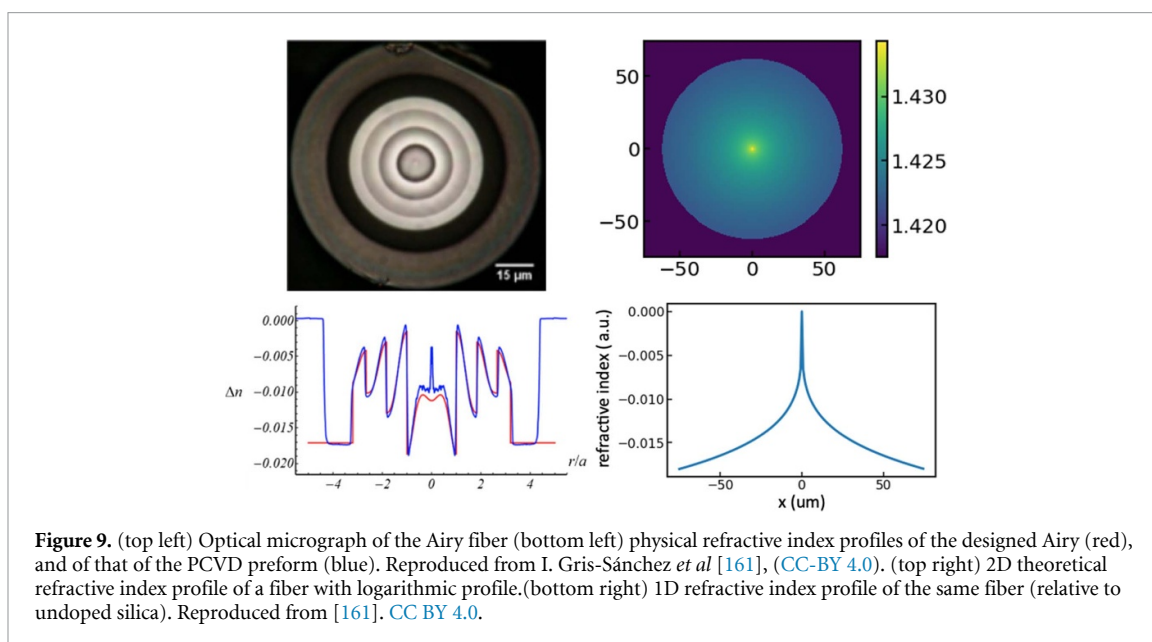 15 µm
50
0
−50
−50
0
50
1.430
1.425
1.420
0.000
−0.005
−0.010
−0.015
−0.020
Δn
−4
−2
0
2
4
r/a
0.000
−0.005
−0.010
−0.015
refractive index ( a.u.)
−50
0
50
x (um)
Figure 9. (top left) Optical micrograph of the Airy fiber (bottom left) physical refractive index profiles of the designed Airy (red),
and of that of the PCVD preform (blue). Reproduced from I. Gris-Sánchez et al [161], (CC-BY 4.0). (top right) 2D theoretical
refractive index profile of a fiber with logarithmic profile.(bottom right) 1D refractive index profile of the same fiber (relative to
undoped silica). Reproduced from [161]. CC BY 4.0.